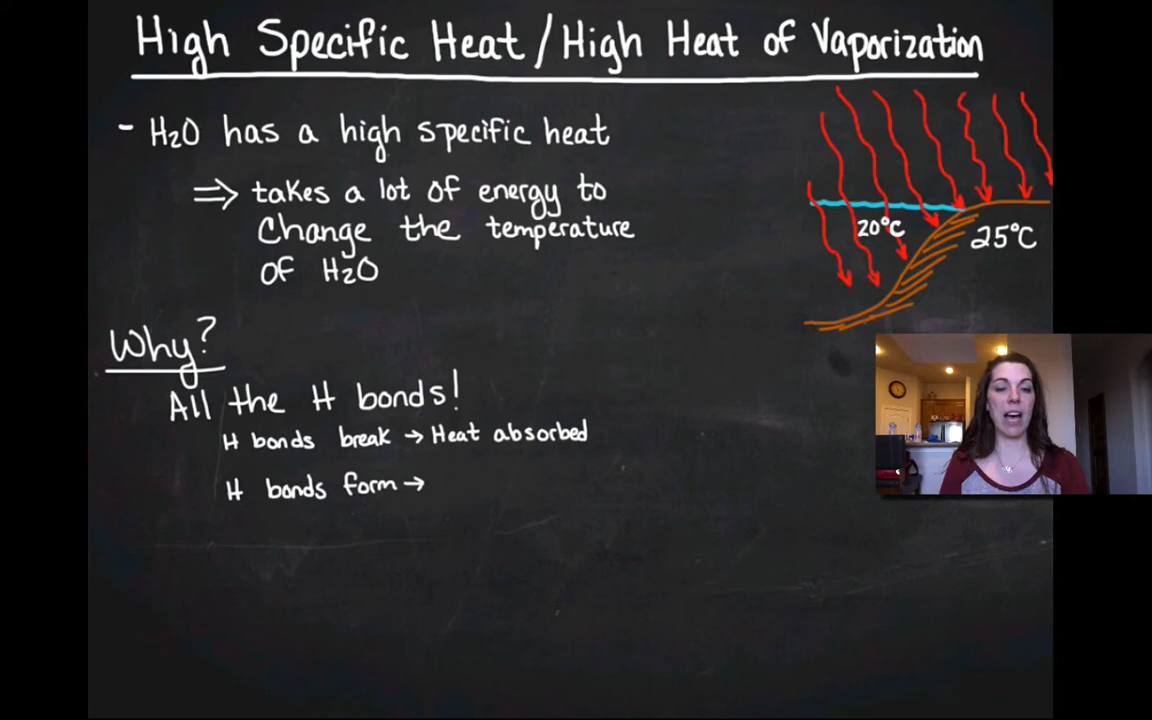 High Specific Heat / High Heat of Vaporization
- H2O has a high specific heat
⇒ takes a lot of energy to
change the temperature
of H2O
20°C
25°C
Why?
All the H bonds!
H bonds break → Heat absorbed
H bonds form →